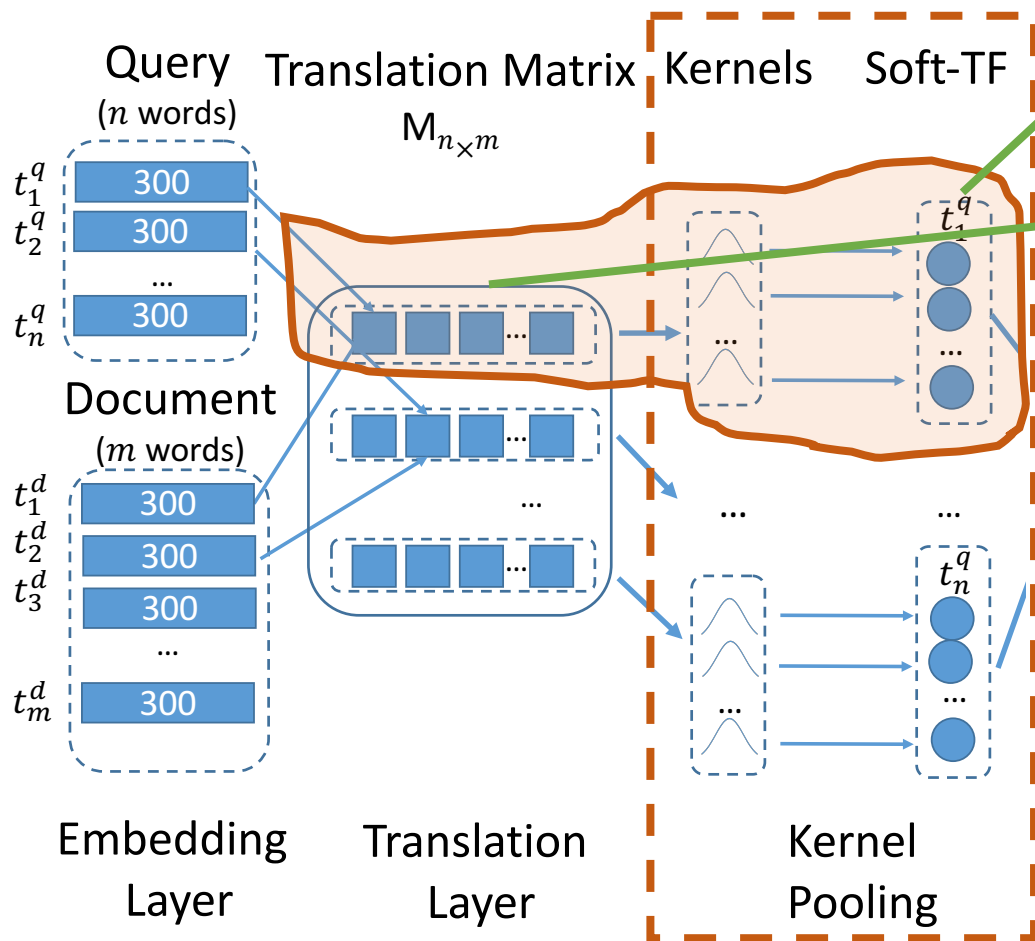 Query
(n words)
t_1^q 300
t_2^q 300
...
t_n^q 300
Document
(m words)
t_1^d 300
t_2^d 300
t_3^d 300
...
t_m^d 300
Embedding
Layer
Translation Matrix
M_{n×m}
...
...
...
...
Translation
Layer
Kernels
Soft-TF
t_1^q
...
...
...
...
t_n^q
...
...
Kernel
Pooling